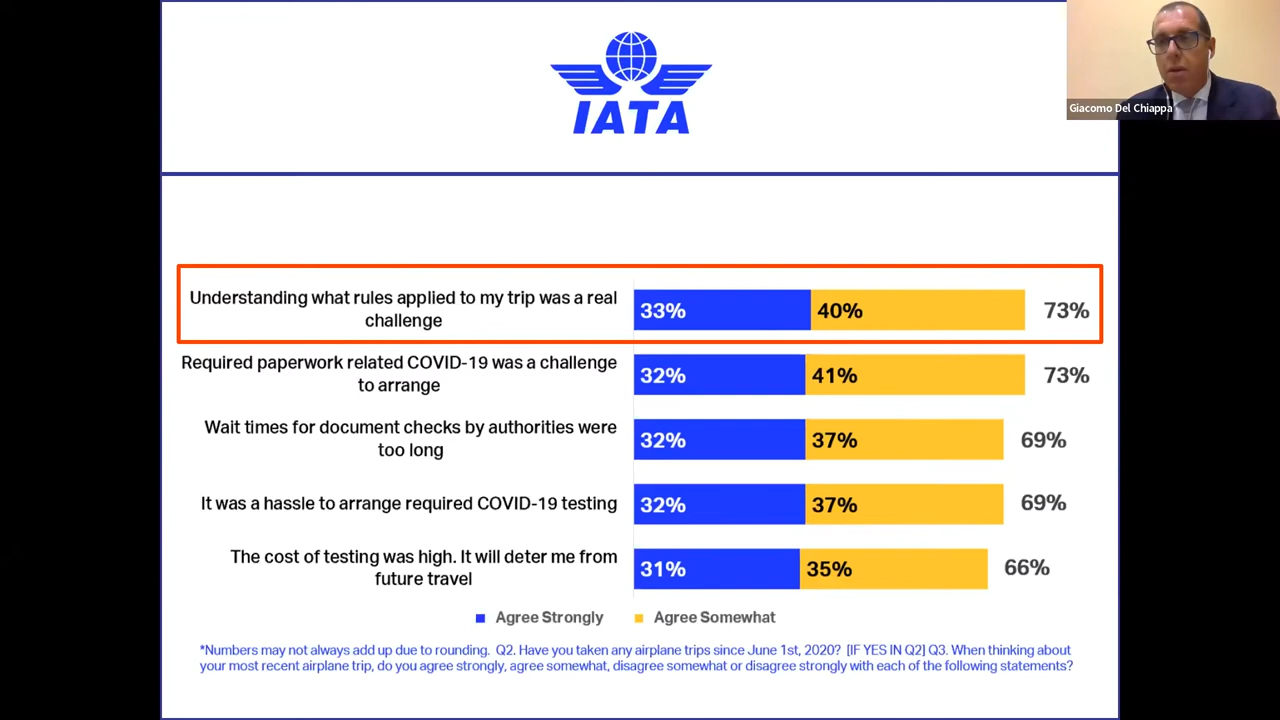 IATA
Giacomo Del Chiappa
Understanding what rules applied to my trip was a real
challenge
33%
40%
73%
Required paperwork related COVID-19 was a challenge
to arrange
32%
41%
73%
Wait times for document checks by authorities were
too long
32%
37%
69%
It was a hassle to arrange required COVID-19 testing
32%
37%
69%
The cost of testing was high. It will deter me from
future travel
31%
35%
66%
Agree Strongly
Agree Somewhat
*Numbers may not always add up due to rounding. Q2. Have you taken any airplane trips since June 1st, 2020? [IF YES IN Q2] Q3. When thinking about
your most recent airplane trip, do you agree strongly, agree somewhat, disagree somewhat or disagree strongly with each of the following statements?